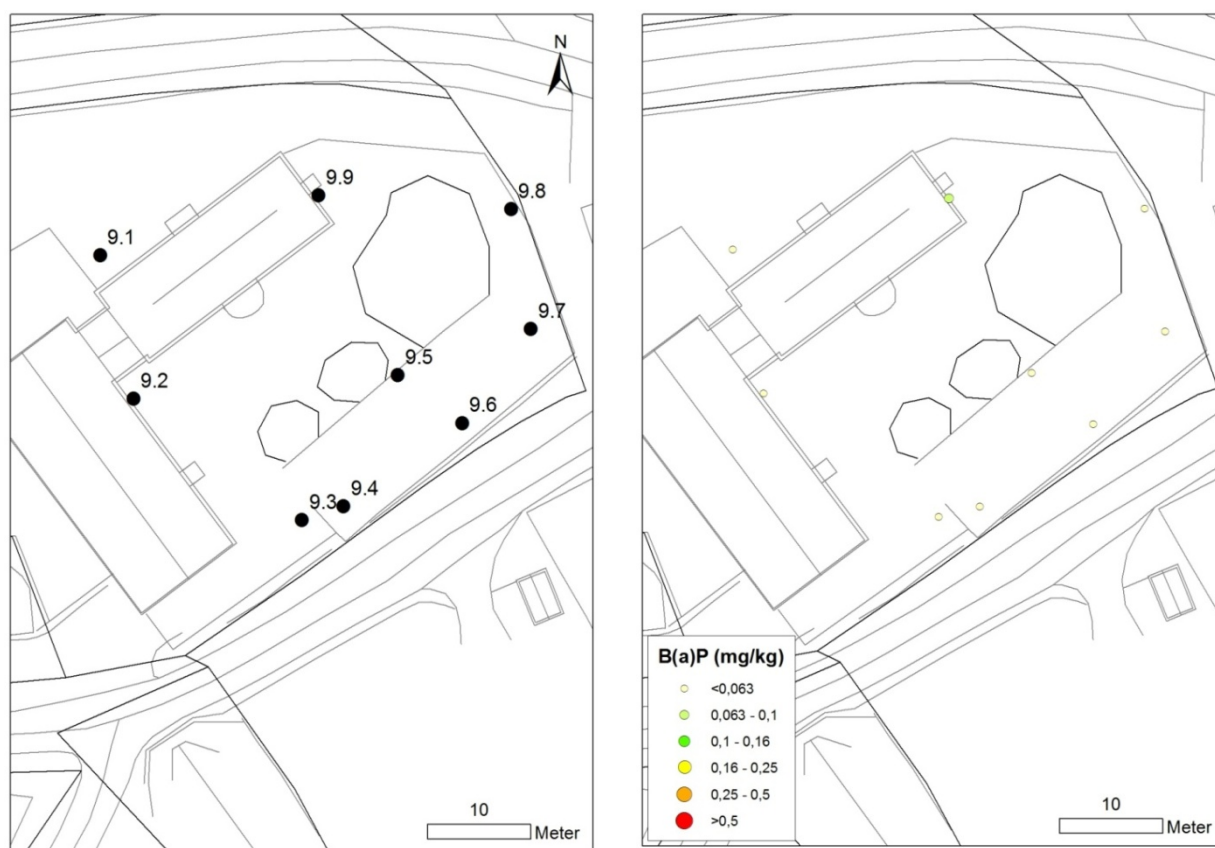 N
9.9
9.8
9.1
9.7
9.5
9.2
9.6
9.3
9.4
10
Meter
B(a)P (mg/kg)
<0,063
0,063 - 0,1
0,1 - 0,16
0,16 - 0,25
0,25 - 0,5
>0,5
10
Meter